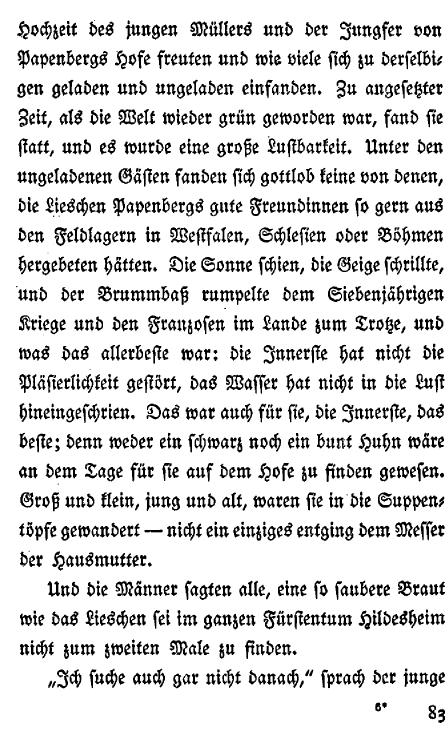 Hochzeit des jungen Müllers und der Jungfer von
Papenbergs Hofe freuten und wie viele sich zu derselbi-
gen geladen und ungeladen einfanden. Zu angesetzter
Zeit, als die Welt wieder grün geworden war, fand sie
statt, und es wurde eine große Lustbarkeit. Unter den
ungeladenen Gästen fanden sich gottlob keine von denen,
die Lieschen Papenbergs gute Freundinnen so gern aus
den Feldlagern in Westfalen, Schlesien oder Böhmen
hergebeten hätten. Die Sonne schien, die Geige schrillte,
und der Brummbaß rumpelte dem Siebenjährigen
Kriege und den Franzosen im Lande zum Trotze, und
was das allerbeste war: die Innerste hat nicht die
Pläsierlichkeit gestört, das Wasser hat nicht in die Lust
hineingeschrien. Das war auch für sie, die Innerste, das
beste; denn weder ein schwarz noch ein bunt Huhn wäre
an dem Tage für sie auf dem Hofe zu finden gewesen.
Groß und klein, jung und alt, waren sie in die Suppen-
töpfe gewandert — nicht ein einziges entging dem Messer
der Hausmutter.
Und die Männer sagten alle, eine so saubere Braut
wie das Lieschen sei im ganzen Fürstentum Hildesheim
nicht zum zweiten Male zu finden.
„Ich suche auch gar nicht danach,“ sprach der junge
6*
83